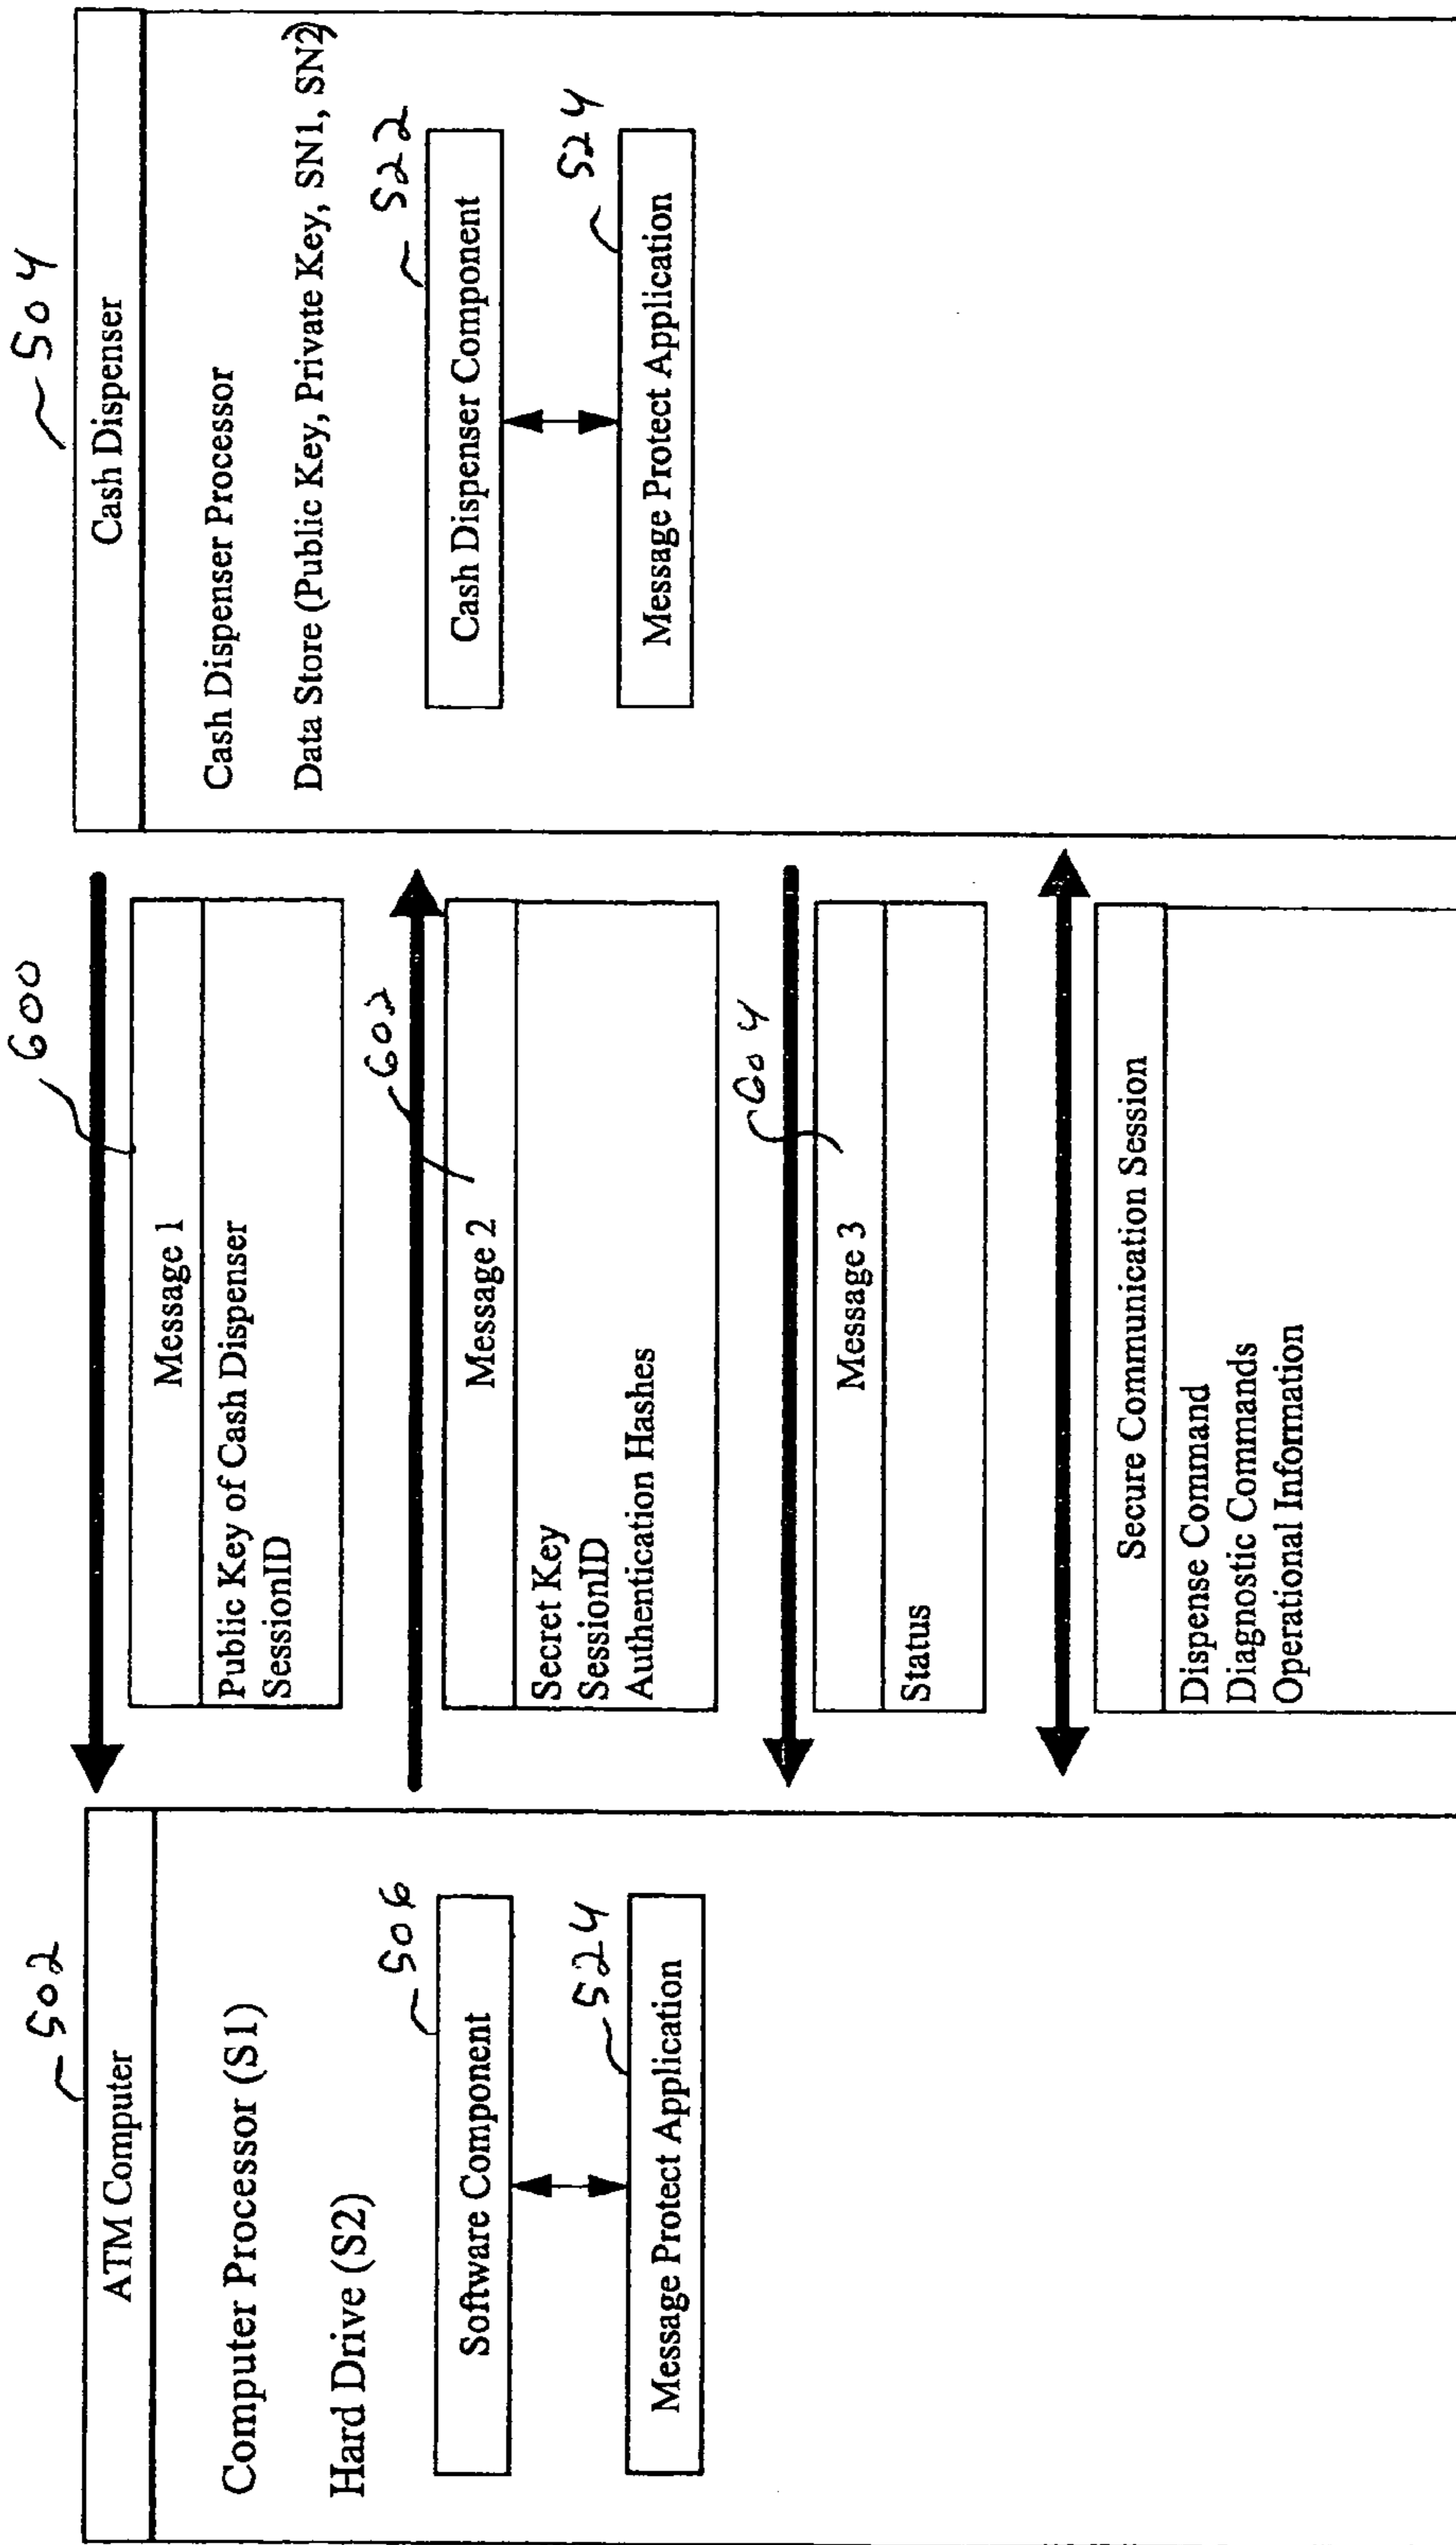 502
ATM Computer
Computer Processor (S1)
Hard Drive (S2)
506
Software Component
524
Message Protect Application
600
Message 1
Public Key of Cash Dispenser
SessionID
602
Message 2
Secret Key
SessionID
Authentication Hashes
604
Message 3
Status
Secure Communication Session
Dispense Command
Diagnostic Commands
Operational Information
504
Cash Dispenser
Cash Dispenser Processor
Data Store (Public Key, Private Key, SN1, SN2)
522
Cash Dispenser Component
524
Message Protect Application